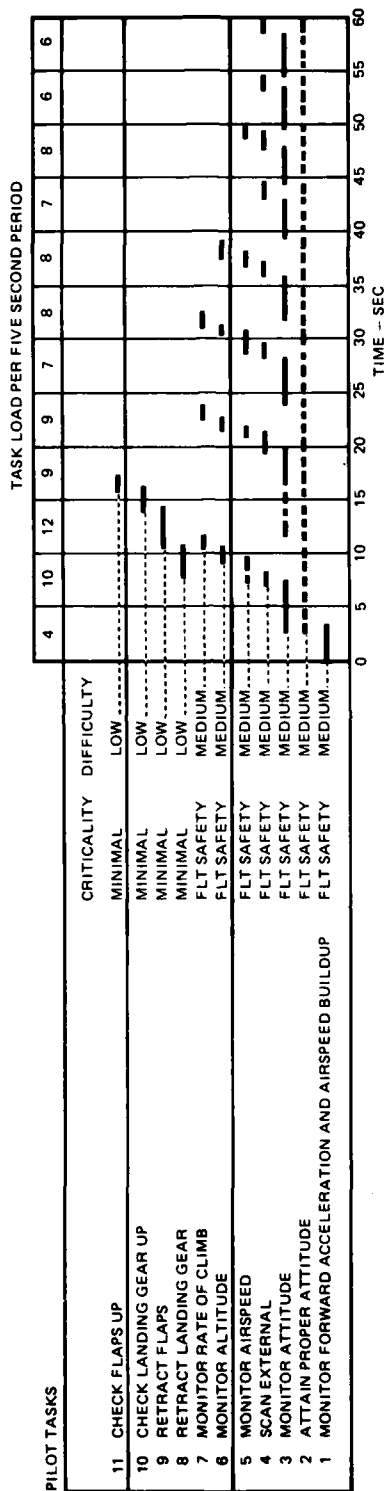 TASK LOAD PER FIVE SECOND PERIOD
4 10 12 9 9 7 8 8 7 8 6 6
PILOT TASKS CRITICALITY DIFFICULTY
11 CHECK FLAPS UP MINIMAL LOW
10 CHECK LANDING GEAR UP MINIMAL LOW
9 RETRACT FLAPS MINIMAL LOW
8 RETRACT LANDING GEAR MINIMAL LOW
7 MONITOR RATE OF CLIMB FLT SAFETY MEDIUM
6 MONITOR ALTITUDE FLT SAFETY MEDIUM
5 MONITOR AIRSPEED FLT SAFETY MEDIUM
4 SCAN EXTERNAL FLT SAFETY MEDIUM
3 MONITOR ATTITUDE FLT SAFETY MEDIUM
2 ATTAIN PROPER ATTITUDE FLT SAFETY MEDIUM
1 MONITOR FORWARD ACCELERATION AND AIRSPEED BUILDUP FLT SAFETY MEDIUM
0 5 10 15 20 25 30 35 40 45 50 55 60
TIME – SEC